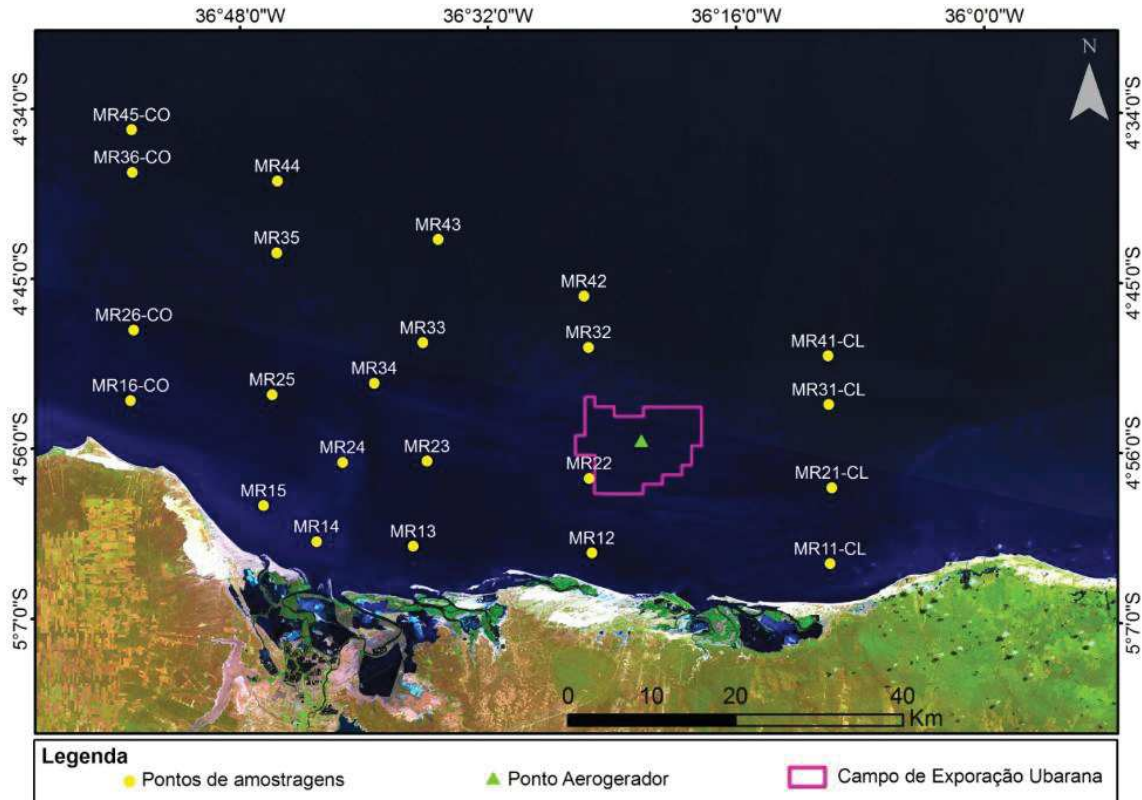 36°48'0"W 36°32'0"W 36°16'0"W 36°0'0"W
N
4°34'0"S 4°34'0"S
MR45-CO
MR36-CO
MR44
MR43
MR35
4°45'0"S 4°45'0"S
MR42
MR26-CO
MR33
MR32
MR41-CL
MR34
MR16-CO
MR25
MR31-CL
4°56'0"S 4°56'0"S
MR24
MR23
MR22
MR21-CL
MR15
MR14
MR13
MR12
MR11-CL
5°7'0"S 5°7'0"S
0 10 20 40
Km
Legenda
Pontos de amostragens Ponto Aerogerador Campo de Exporação Ubarana